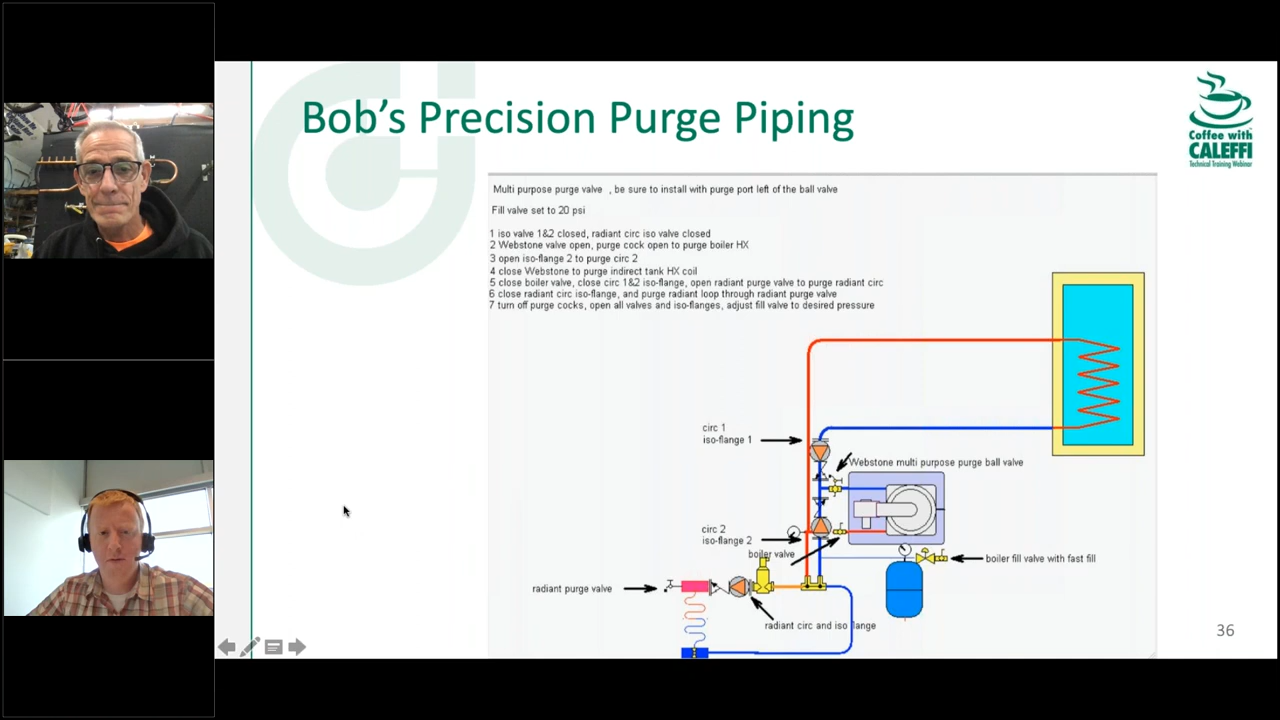 Bob's Precision Purge Piping
Coffee with
CALEFFI
Technical Training Webinar
Multi purpose purge valve , be sure to install with purge port left of the ball valve
Fill valve set to 20 psi
1 iso valve 1&2 closed, radiant circ iso valve closed
2 Webstone valve open, purge cock open to purge boiler HX
3 open iso-flange 2 to purge circ 2
4 close Webstone to purge indirect tank HX coil
5 close boiler valve, close circ 1&2 iso-flange, open radiant purge valve to purge radiant circ
6 close radiant circ iso-flange, and purge radiant loop through radiant purge valve
7 turn off purge cocks, open all valves and iso-flanges, adjust fill valve to desired pressure
circ 1
iso-flange 1
Webstone multi purpose purge ball valve
circ 2
iso-flange 2
boiler valve
boiler fill valve with fast fill
radiant purge valve
radiant circ and iso flange
36